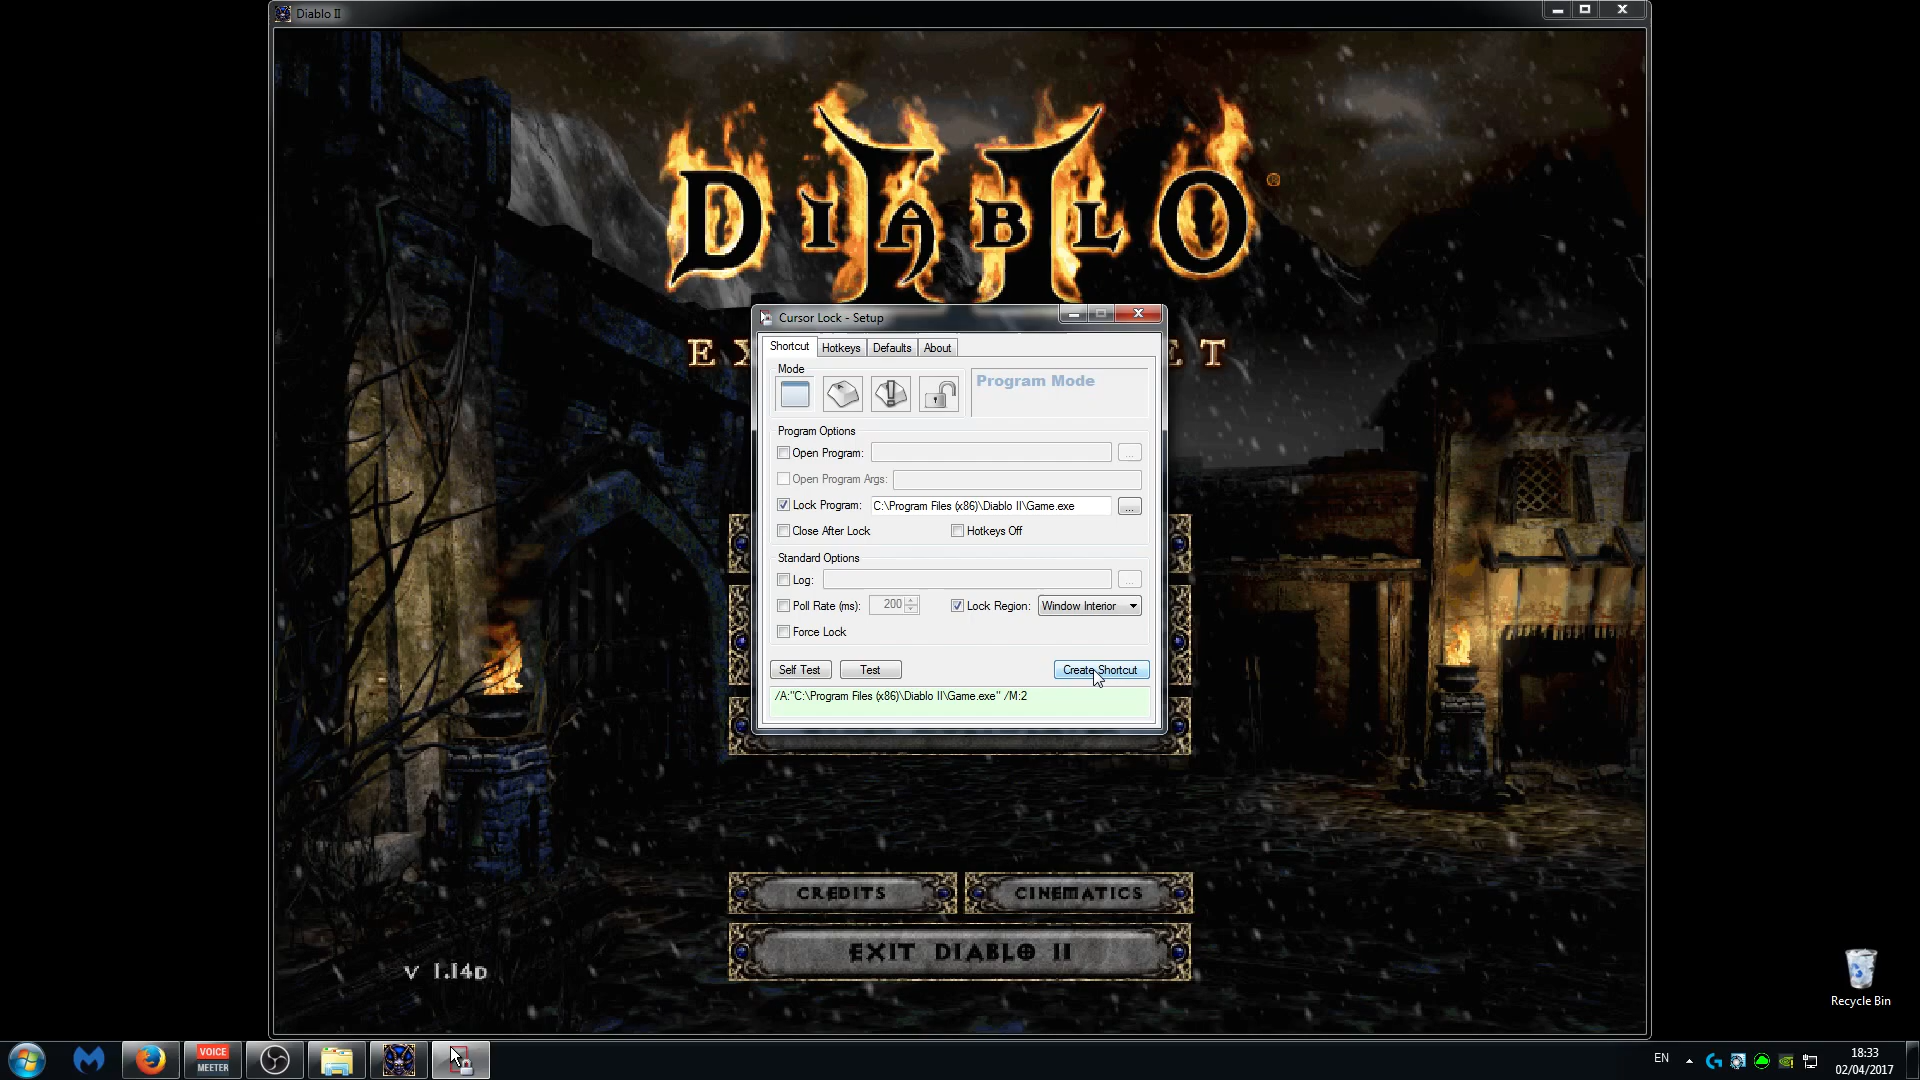 Diablo II
DIABLO II
Cursor Lock - Setup
Shortcut Hotkeys Defaults About
Mode
Program Mode
Program Options
Open Program: ...
Open Program Args:
Lock Program: C:\Program Files (x86)\Diablo II\Game.exe ...
Close After Lock Hotkeys Off
Standard Options
Log: ...
Poll Rate (ms): 200 Lock Region: Window Interior
Force Lock
Self Test Test Create Shortcut
/A:"C:\Program Files (x86)\Diablo II\Game.exe" /M:2
CREDITS CINEMATICS
EXIT DIABLO II
V 1.14D
Recycle Bin
VOICE
MEETER
EN
18:33
02/04/2017